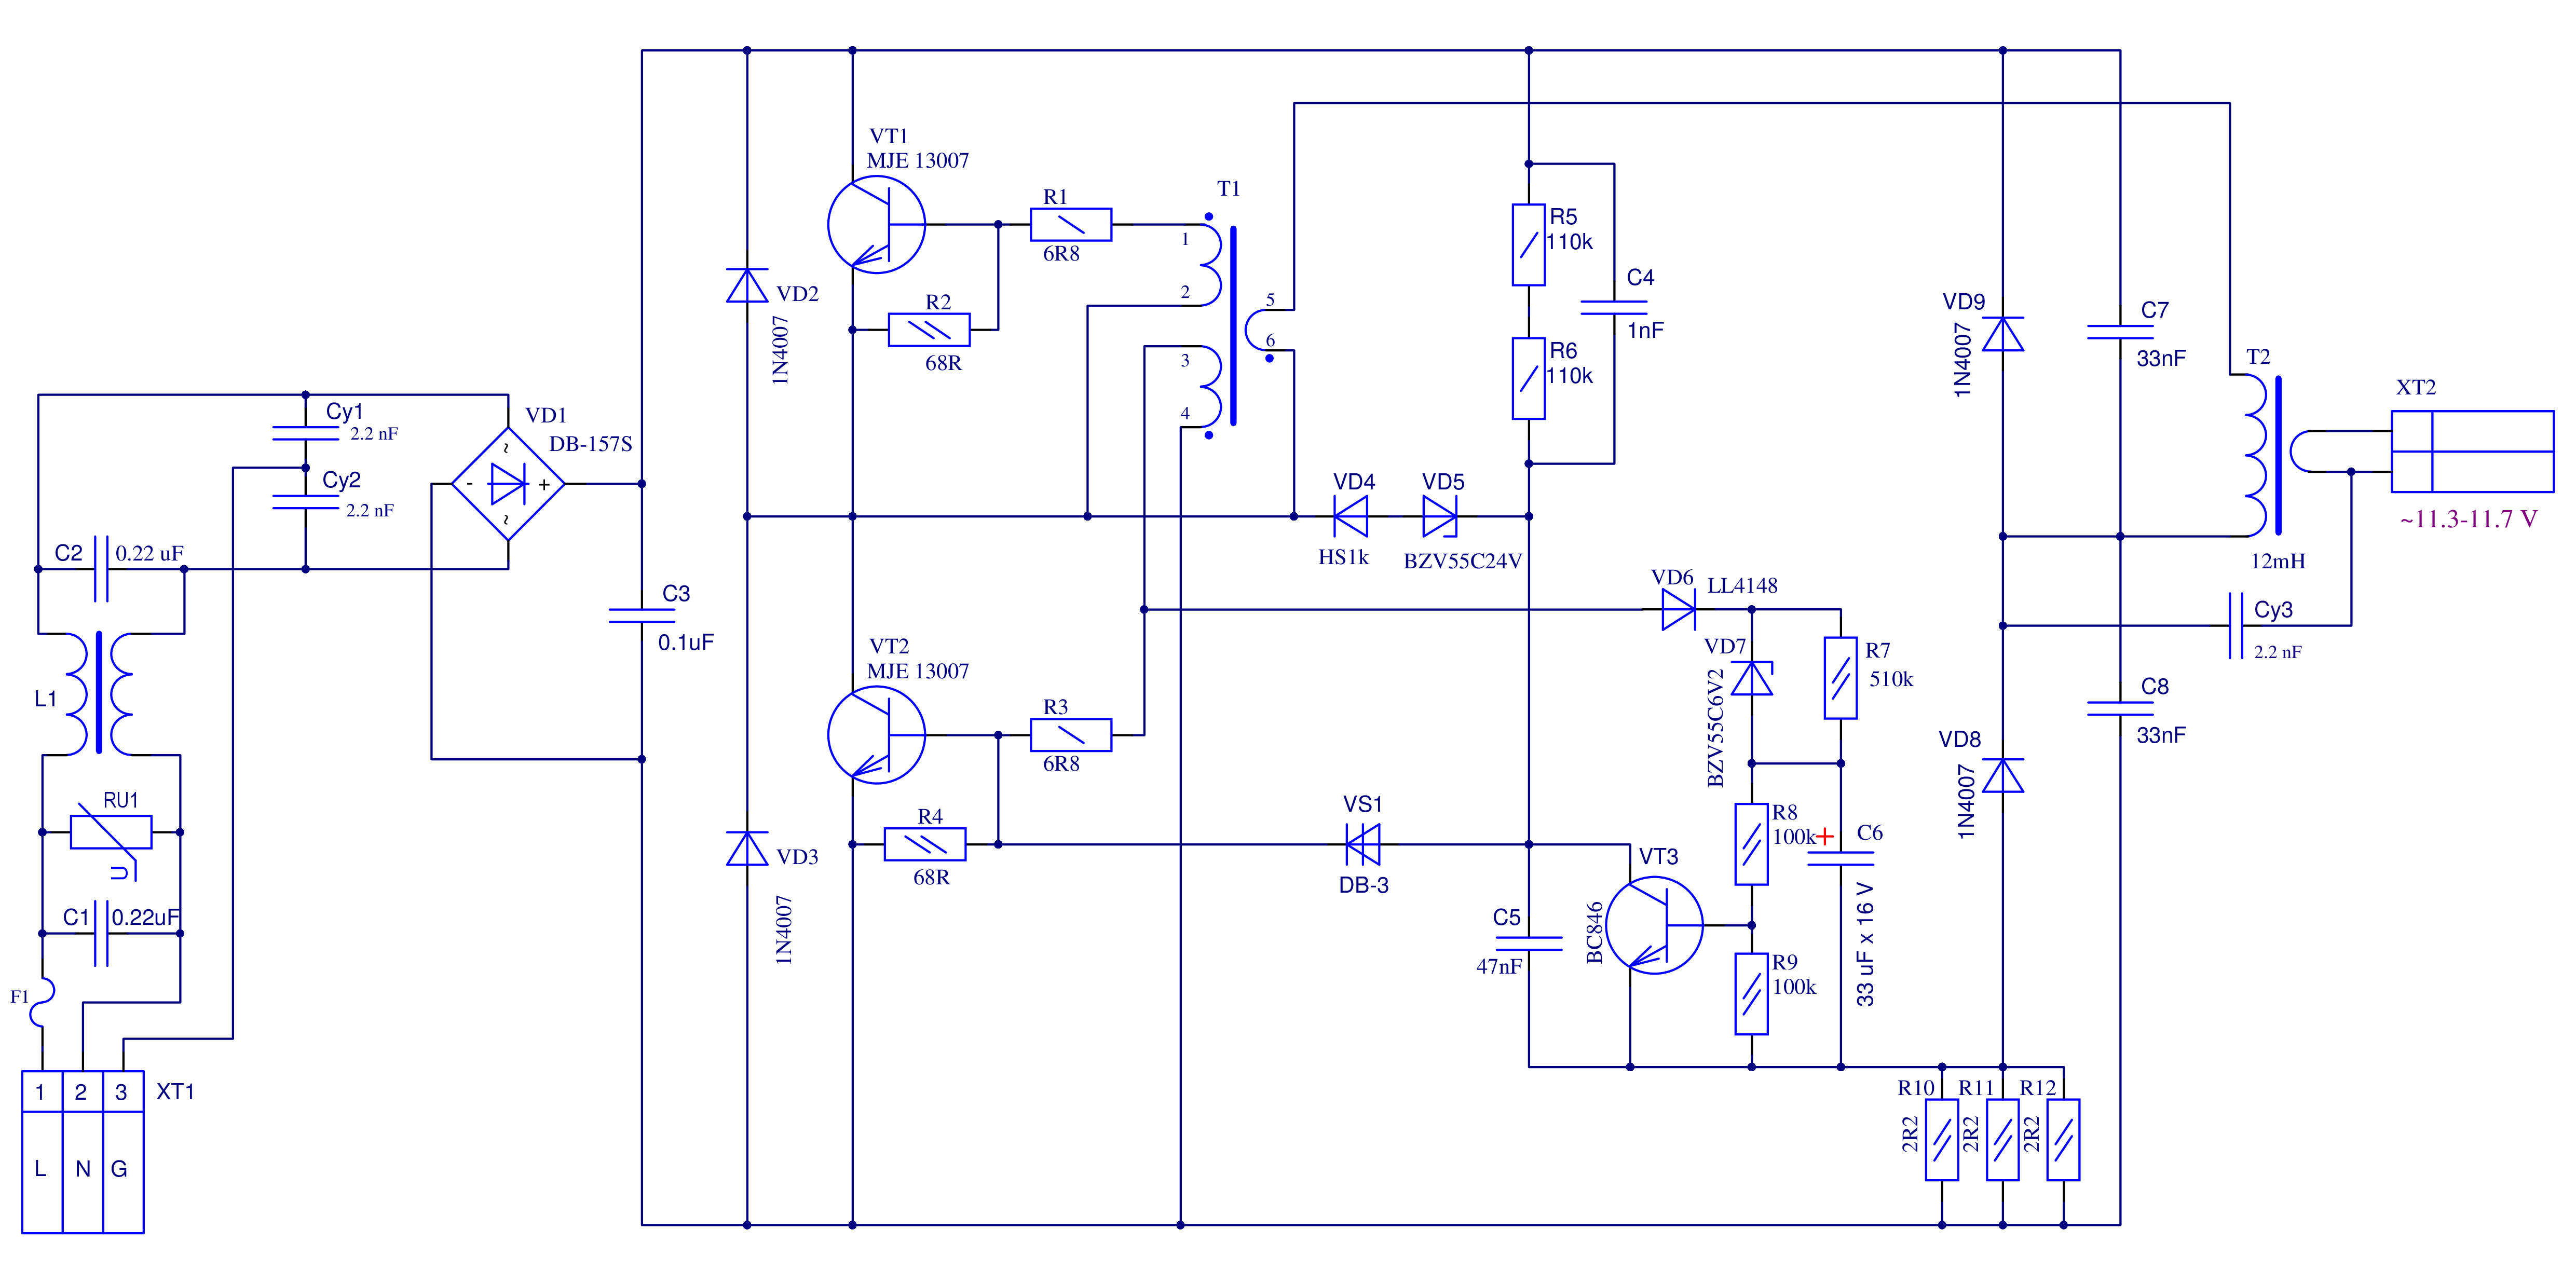 VT1
MJE 13007
R1
6R8
R2
68R
T1
1
2
3
4
5
6
VD2
1N4007
R5
110k
R6
110k
C4
1nF
VD9
1N4007
C7
33nF
T2
12mH
XT2
~11.3-11.7 V
Cy1
2.2 nF
Cy2
2.2 nF
VD1
DB-157S
~
-
+
~
C2
0.22 uF
C3
0.1uF
VD4
HS1k
VD5
BZV55C24V
VD6
LL4148
VD7
BZV55C6V2
R7
510k
Cy3
2.2 nF
L1
VT2
MJE 13007
R3
6R8
R4
68R
VD3
1N4007
VS1
DB-3
VT3
BC846
C5
47nF
R8
100k
+
C6
33 uF x 16 V
R9
100k
VD8
1N4007
C8
33nF
RU1
U
C1
0.22uF
F1
1
2
3
XT1
L
N
G
R10
2R2
R11
2R2
R12
2R2